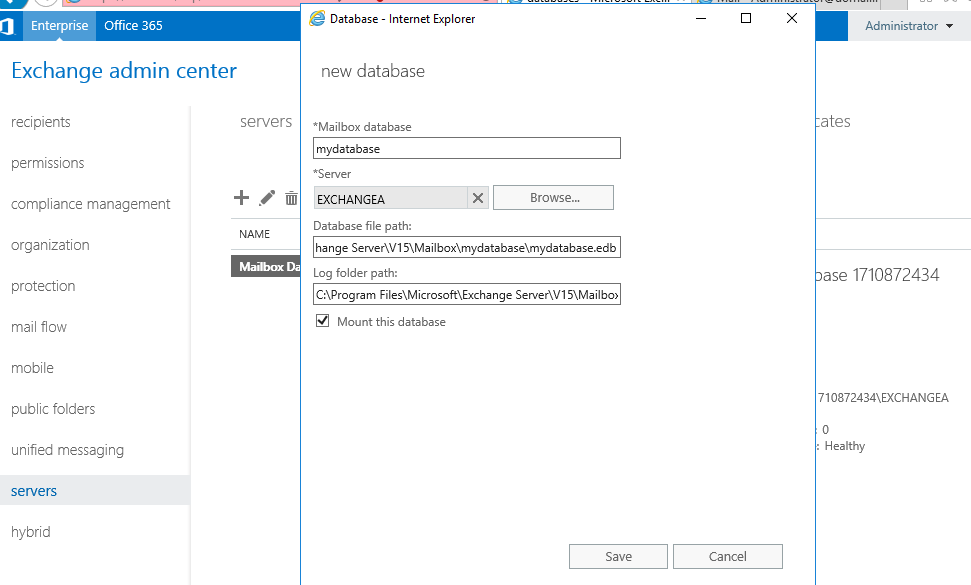 Database - Internet Explorer
Enterprise Office 365
Administrator
Exchange admin center
new database
recipients
permissions
compliance management
organization
protection
mail flow
mobile
public folders
unified messaging
servers
hybrid
servers
NAME
Mailbox Da
*Mailbox database
mydatabase
*Server
EXCHANGEA
Browse...
Database file path:
hange Server\V15\Mailbox\mydatabase\mydatabase.edb
Log folder path:
C:\Program Files\Microsoft\Exchange Server\V15\Mailbox
Mount this database
Save Cancel
cates
base 1710872434
710872434\EXCHANGEA
: 0
: Healthy